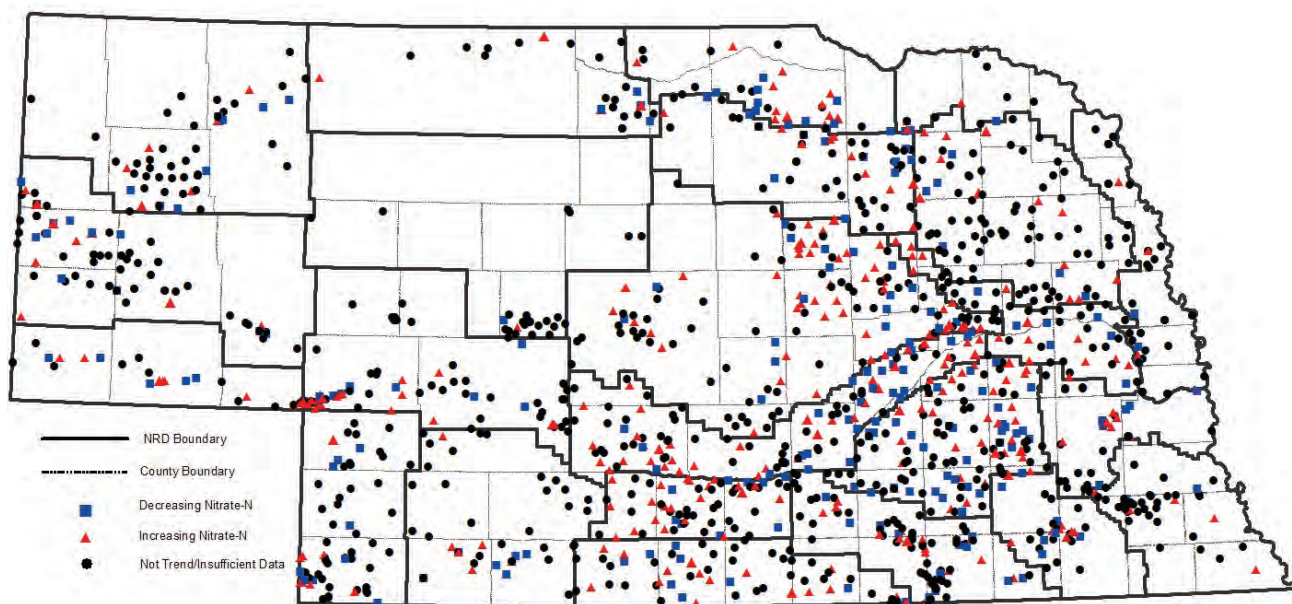 NRD Boundary
County Boundary
Decreasing Nitrate-N
Increasing Nitrate-N
Not Trend/Insufficient Data